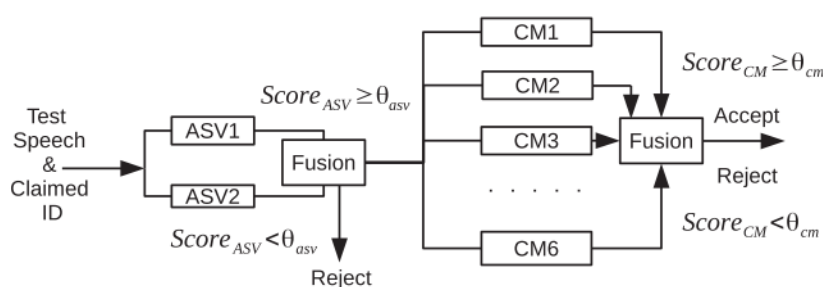 Test
Speech
&
Claimed
ID
ASV1
ASV2
Score_ASV ≥ θ_asv
Fusion
Score_ASV < θ_asv
Reject
CM1
CM2
CM3
. . . . .
CM6
Score_CM ≥ θ_cm
Fusion
Accept
Reject
Score_CM < θ_cm